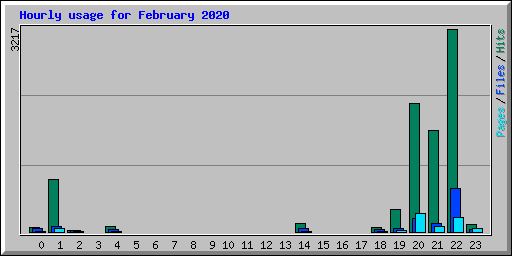 Hourly usage for February 2020
3217
Pages/Files/Hits
0 1 2 3 4 5 6 7 8 9 10 11 12 13 14 15 16 17 18 19 20 21 22 23